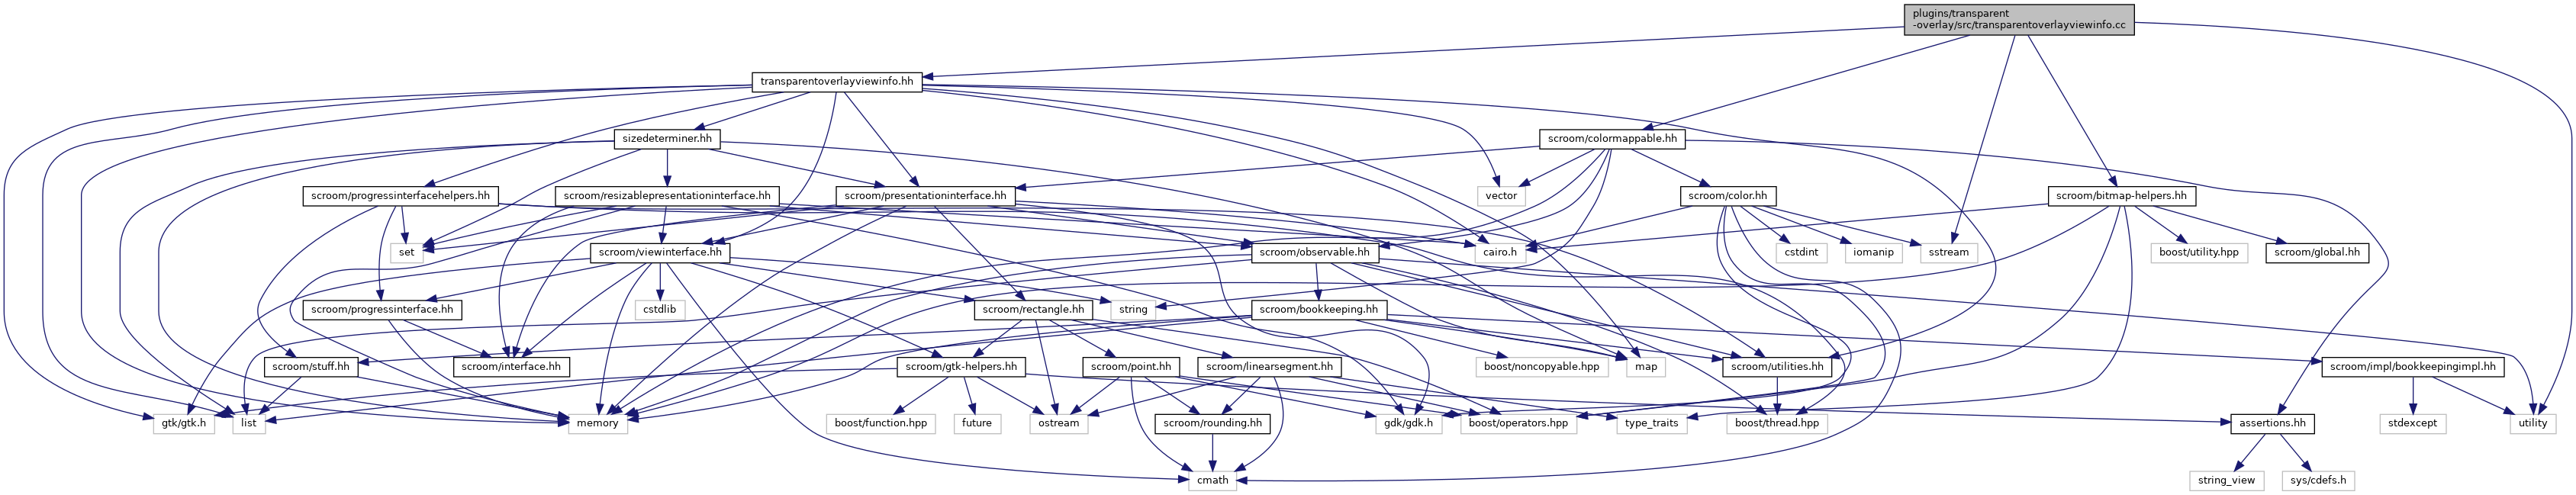 plugins/transparent
-overlay/src/transparentoverlayviewinfo.cc
transparentoverlayviewinfo.hh
sizedeterminer.hh
scroom/colormappable.hh
scroom/progressinterfacehelpers.hh
scroom/resizablepresentationinterface.hh
scroom/presentationinterface.hh
vector
scroom/color.hh
scroom/bitmap-helpers.hh
set
scroom/viewinterface.hh
scroom/observable.hh
cairo.h
cstdint
iomanip
sstream
boost/utility.hpp
scroom/global.hh
scroom/progressinterface.hh
cstdlib
string
scroom/rectangle.hh
scroom/bookkeeping.hh
scroom/stuff.hh
scroom/interface.hh
scroom/gtk-helpers.hh
scroom/point.hh
scroom/linearsegment.hh
boost/noncopyable.hpp
map
scroom/utilities.hh
scroom/impl/bookkeepingimpl.hh
gtk/gtk.h
list
memory
boost/function.hpp
future
ostream
scroom/rounding.hh
gdk/gdk.h
boost/operators.hpp
type_traits
boost/thread.hpp
assertions.hh
stdexcept
utility
cmath
string_view
sys/cdefs.h